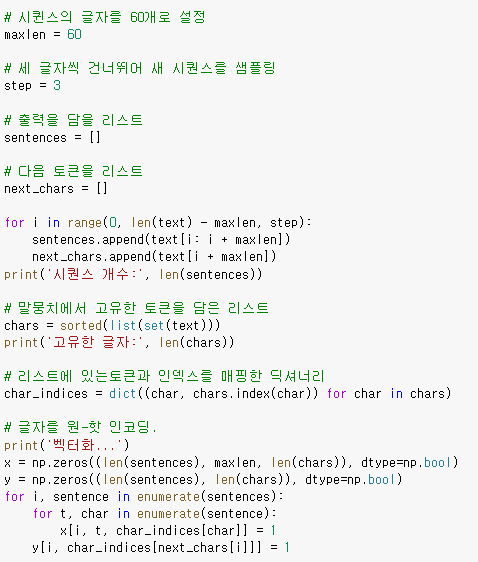 # 시퀀스의 글자를 60개로 설정
maxlen = 60
# 세 글자씩 건너뛰어 새 시퀀스를 샘플링
step = 3
# 출력을 담을 리스트
sentences = []
# 다음 토큰을 리스트
next_chars = []
for i in range(0, len(text) - maxlen, step):
    sentences.append(text[i: i + maxlen])
    next_chars.append(text[i + maxlen])
print('시퀀스 개수:', len(sentences))
# 말뭉치에서 고유한 토큰을 담은 리스트
chars = sorted(list(set(text)))
print('고유한 글자:', len(chars))
# 리스트에 있는토큰과 인덱스를 매핑한 딕셔너리
char_indices = dict((char, chars.index(char)) for char in chars)
# 글자를 원-핫 인코딩.
print('벡터화...')
x = np.zeros((len(sentences), maxlen, len(chars)), dtype=np.bool)
y = np.zeros((len(sentences), len(chars)), dtype=np.bool)
for i, sentence in enumerate(sentences):
    for t, char in enumerate(sentence):
        x[i, t, char_indices[char]] = 1
    y[i, char_indices[next_chars[i]]] = 1